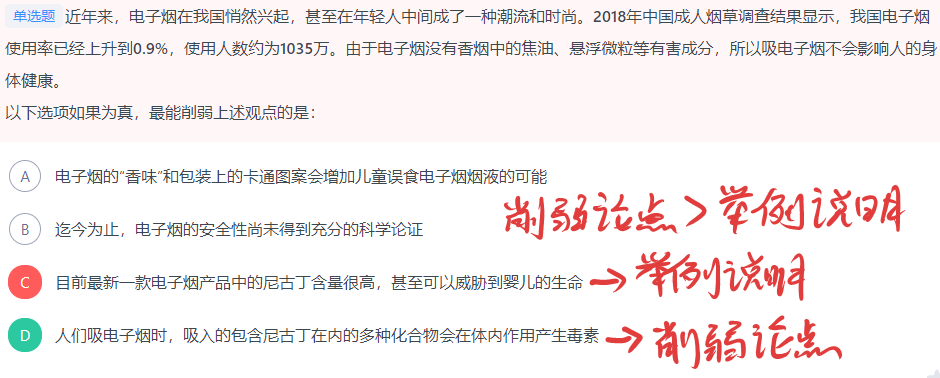 单选题 近年来，电子烟在我国悄然兴起，甚至在年轻人中间成了一种潮流和时尚。2018年中国成人烟草调查结果显示，我国电子烟
使用率已经上升到0.9%，使用人数约为1035万。由于电子烟没有香烟中的焦油、悬浮微粒等有害成分，所以吸电子烟不会影响人的身
体健康。
以下选项如果为真，最能削弱上述观点的是：
A 电子烟的“香味”和包装上的卡通图案会增加儿童误食电子烟烟液的可能
B 迄今为止，电子烟的安全性尚未得到充分的科学论证
削弱论点 > 举例说明
C 目前最新一款电子烟产品中的尼古丁含量很高，甚至可以威胁到婴儿的生命 → 举例说明
D 人们吸电子烟时，吸入的包含尼古丁在内的多种化合物会在体内作用产生毒素 → 削弱论点